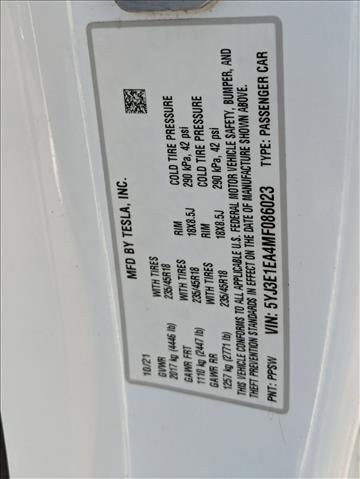 MFD BY TESLA, INC.
10/21
GVWR
2017 kg (4446 lb)
GAWR FRT WITH TIRES RIM COLD TIRE PRESSURE
1110 kg (2447 lb) 235/45R18 18X8.5J 290 kPa, 42 psi
GAWR RR WITH TIRES RIM COLD TIRE PRESSURE
1257 kg (2771 lb) 235/45R18 18X8.5J 290 kPa, 42 psi
THIS VEHICLE CONFORMS TO ALL APPLICABLE U.S. FEDERAL MOTOR VEHICLE SAFETY, BUMPER, AND
THEFT PREVENTION STANDARDS IN EFFECT ON THE DATE OF MANUFACTURE SHOWN ABOVE.
VIN: 5YJ3E1EA4MF086023 TYPE: PASSENGER CAR
PNT: PPSW